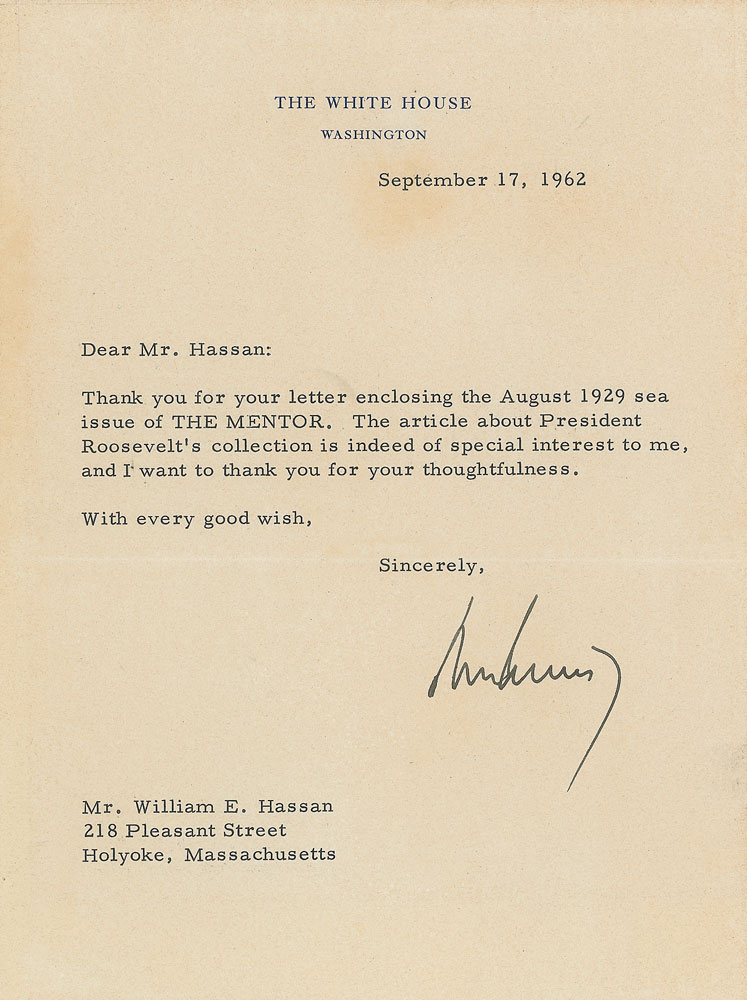 THE WHITE HOUSE
WASHINGTON
September 17, 1962
Dear Mr. Hassan:
Thank you for your letter enclosing the August 1929 sea
issue of THE MENTOR. The article about President
Roosevelt's collection is indeed of special interest to me,
and I want to thank you for your thoughtfulness.
With every good wish,
Sincerely,
Mr. William E. Hassan
218 Pleasant Street
Holyoke, Massachusetts